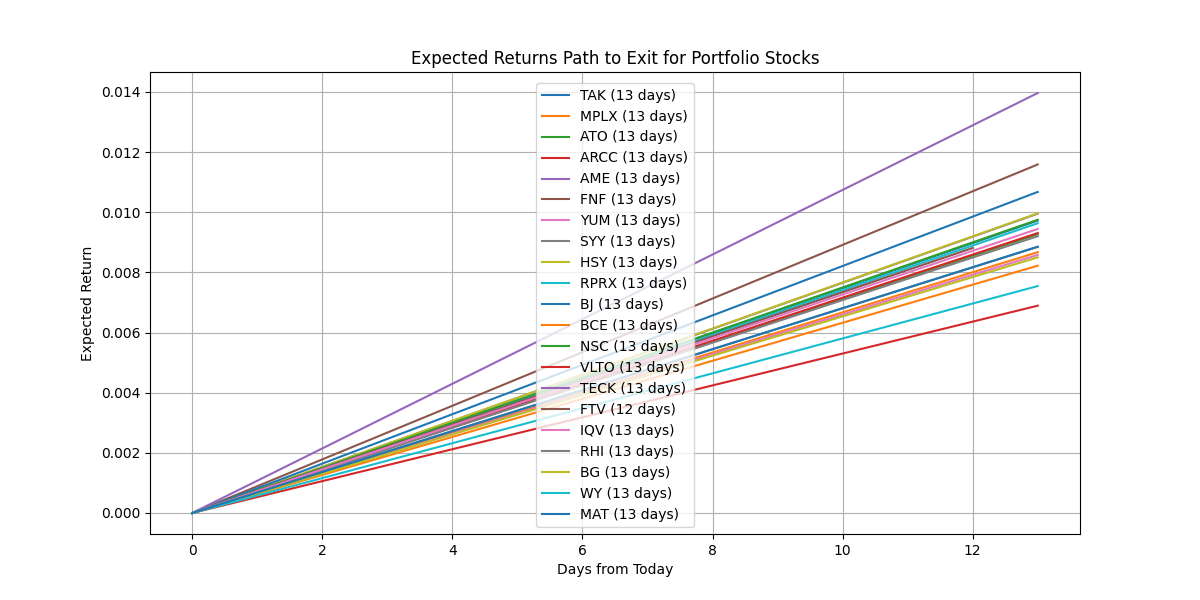 Expected Returns Path to Exit for Portfolio Stocks
0.014
0.012
0.010
0.008
0.006
0.004
0.002
0.000
Expected Return
TAK (13 days)
MPLX (13 days)
ATO (13 days)
ARCC (13 days)
AME (13 days)
FNF (13 days)
YUM (13 days)
SYY (13 days)
HSY (13 days)
RPRX (13 days)
BJ (13 days)
BCE (13 days)
NSC (13 days)
VLTO (13 days)
TECK (13 days)
FTV (12 days)
IQV (13 days)
RHI (13 days)
BG (13 days)
WY (13 days)
MAT (13 days)
0 2 4 6 8 10 12
Days from Today